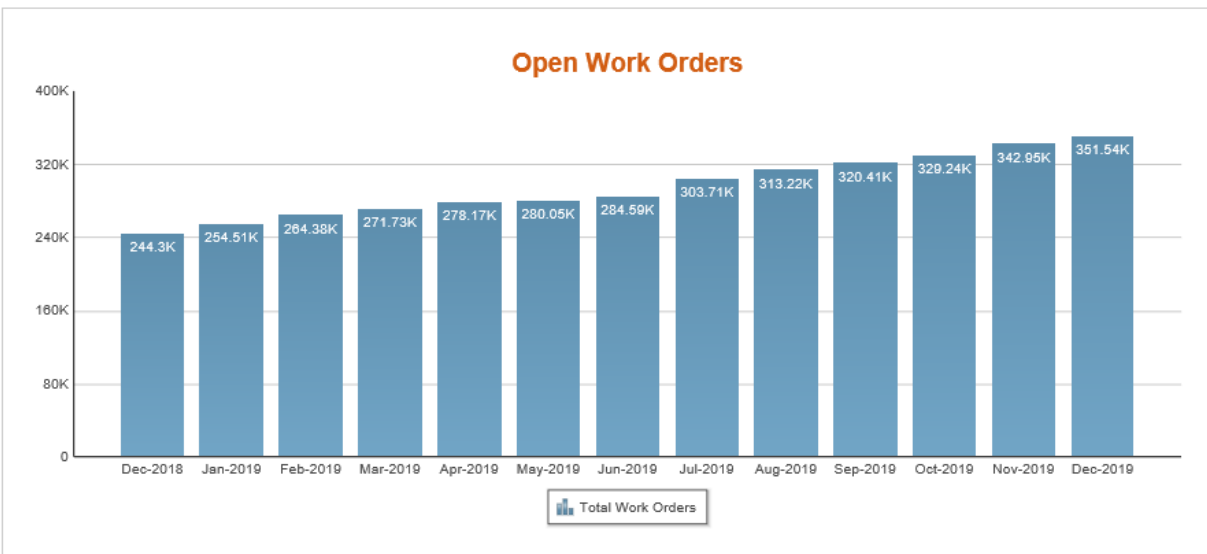 Open Work Orders
400K
320K
240K
160K
80K
0
244.3K 254.51K 264.38K 271.73K 278.17K 280.05K 284.59K 303.71K 313.22K 320.41K 329.24K 342.95K 351.54K
Dec-2018 Jan-2019 Feb-2019 Mar-2019 Apr-2019 May-2019 Jun-2019 Jul-2019 Aug-2019 Sep-2019 Oct-2019 Nov-2019 Dec-2019
Total Work Orders